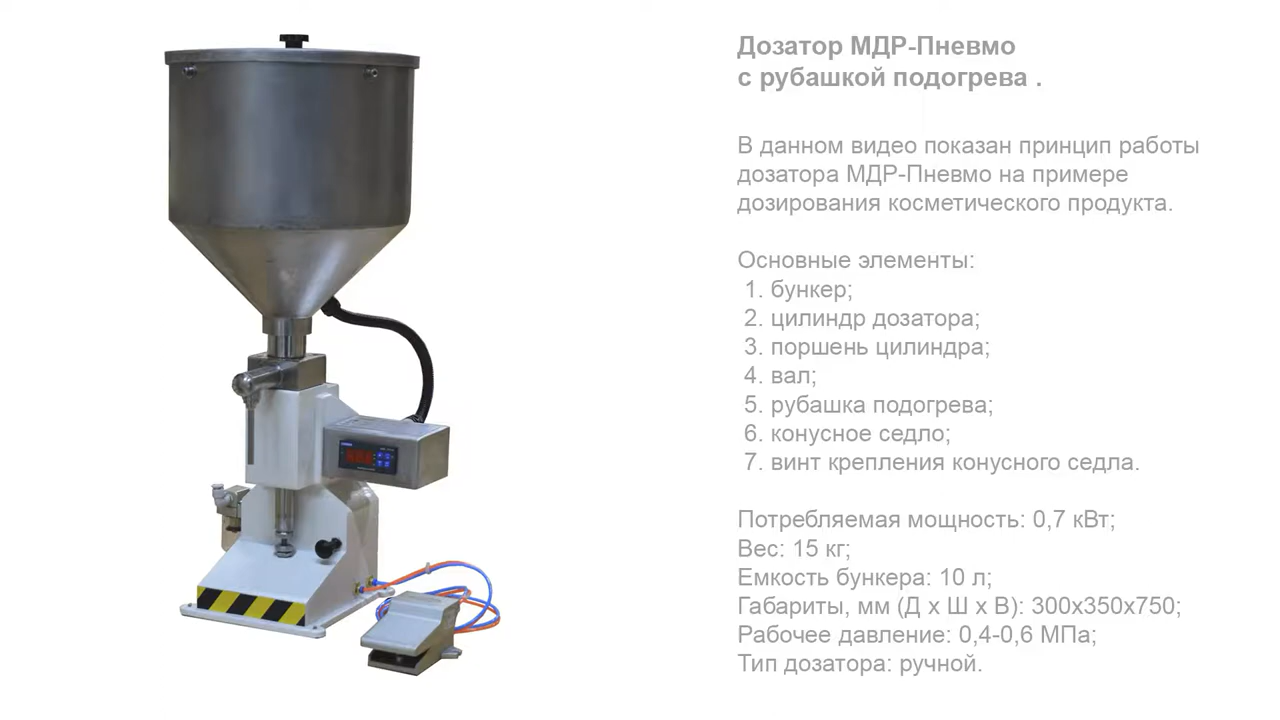 Дозатор МДР-Пневмо
с рубашкой подогрева .
В данном видео показан принцип работы
дозатора МДР-Пневмо на примере
дозирования косметического продукта.
Основные элементы:
1. бункер;
2. цилиндр дозатора;
3. поршень цилиндра;
4. вал;
5. рубашка подогрева;
6. конусное седло;
7. винт крепления конусного седла.
Потребляемая мощность: 0,7 кВт;
Вес: 15 кг;
Емкость бункера: 10 л;
Габариты, мм (Д х Ш х В): 300х350х750;
Рабочее давление: 0,4-0,6 МПа;
Тип дозатора: ручной.